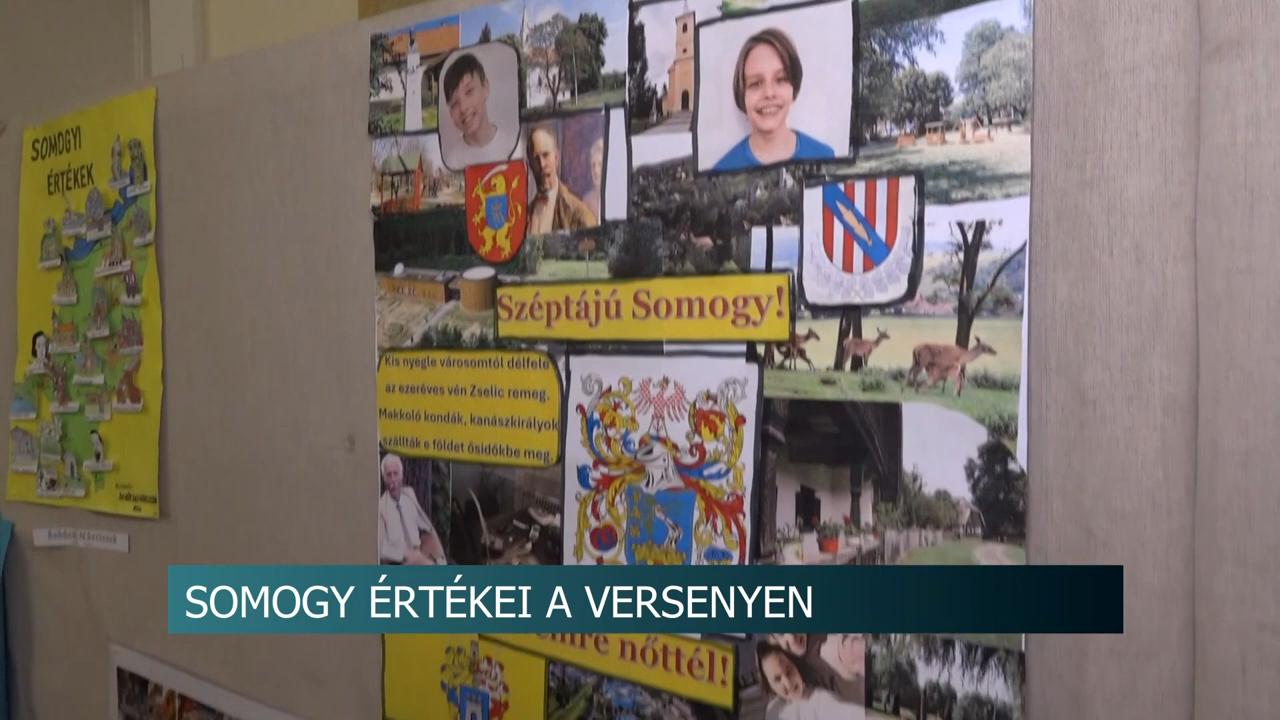 SOMOGYI
ÉRTÉKEK
Széptájú Somogy!
Kis nyegle városomtól délfele
az ezeréves vén Zselic remeg.
Makkoló kondák, kanászkirályok
szállták e földet ősidőkbe meg,
SOMOGY ÉRTÉKEI A VERSENYEN
nőttél!